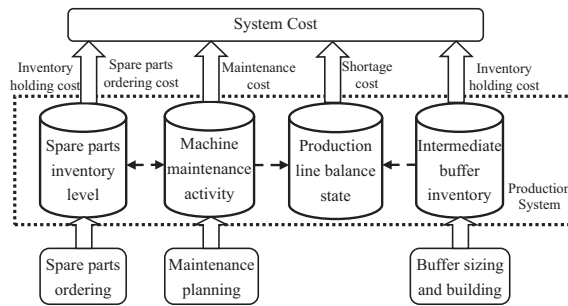 System Cost
Inventory
holding cost
Spare parts
ordering cost
Maintenance
cost
Shortage
cost
Inventory
holding cost
Spare parts
inventory
level
Machine
maintenance
activity
Production
line balance
state
Intermediate
buffer
inventory
Production
System
Spare parts
ordering
Maintenance
planning
Buffer sizing
and building